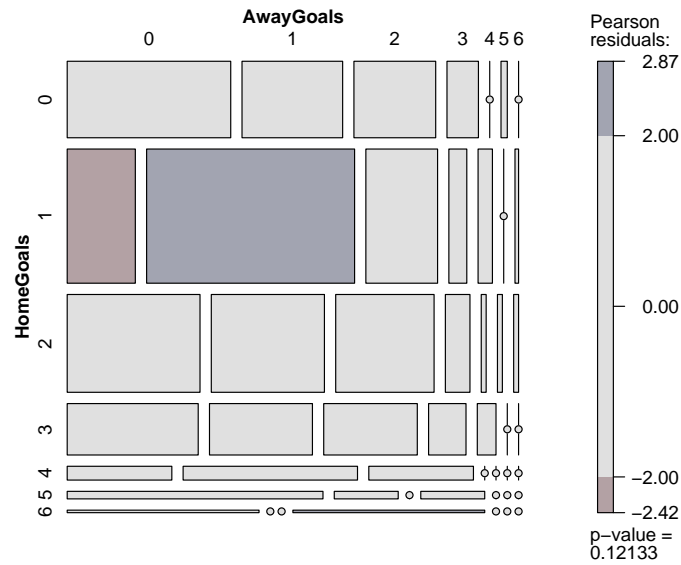 AwayGoals
0 1 2 3 4 5 6
HomeGoals
0
1
2
3
4
5
6
Pearson
residuals:
2.87
2.00
0.00
−2.00
−2.42
p−value =
0.12133